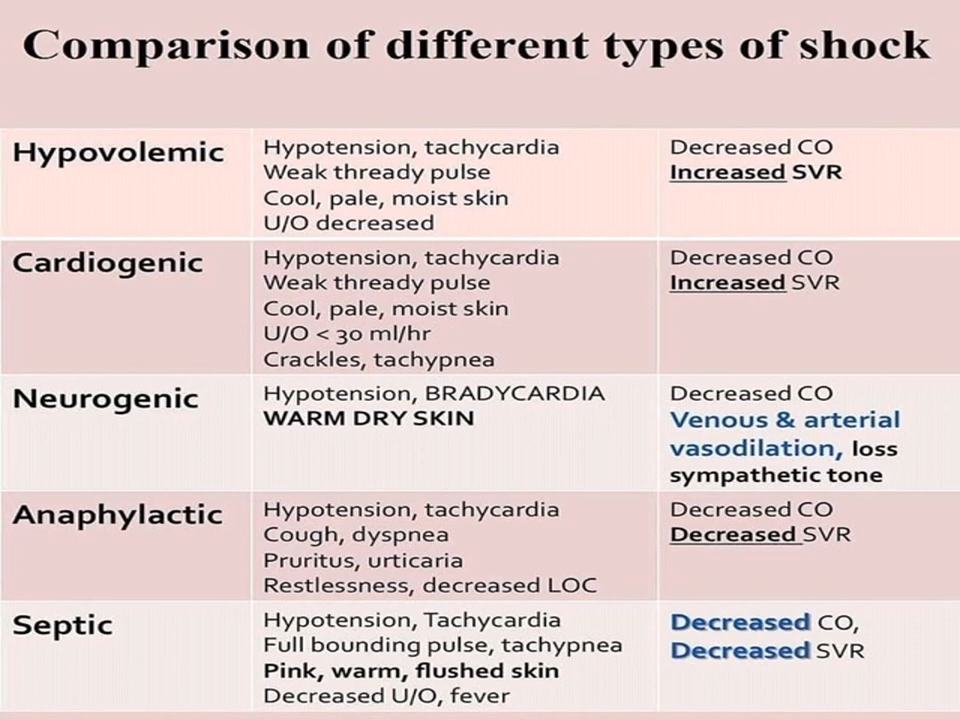 Comparison of different types of shock
Hypovolemic
Hypotension, tachycardia
Weak thready pulse
Cool, pale, moist skin
U/O decreased
Decreased CO
Increased SVR
Cardiogenic
Hypotension, tachycardia
Weak thready pulse
Cool, pale, moist skin
U/O < 30 ml/hr
Crackles, tachypnea
Decreased CO
Increased SVR
Neurogenic
Hypotension, BRADYCARDIA
WARM DRY SKIN
Decreased CO
Venous & arterial
vasodilation, loss
sympathetic tone
Anaphylactic
Hypotension, tachycardia
Cough, dyspnea
Pruritus, urticaria
Restlessness, decreased LOC
Decreased CO
Decreased SVR
Septic
Hypotension, Tachycardia
Full bounding pulse, tachypnea
Pink, warm, flushed skin
Decreased U/O, fever
Decreased CO,
Decreased SVR